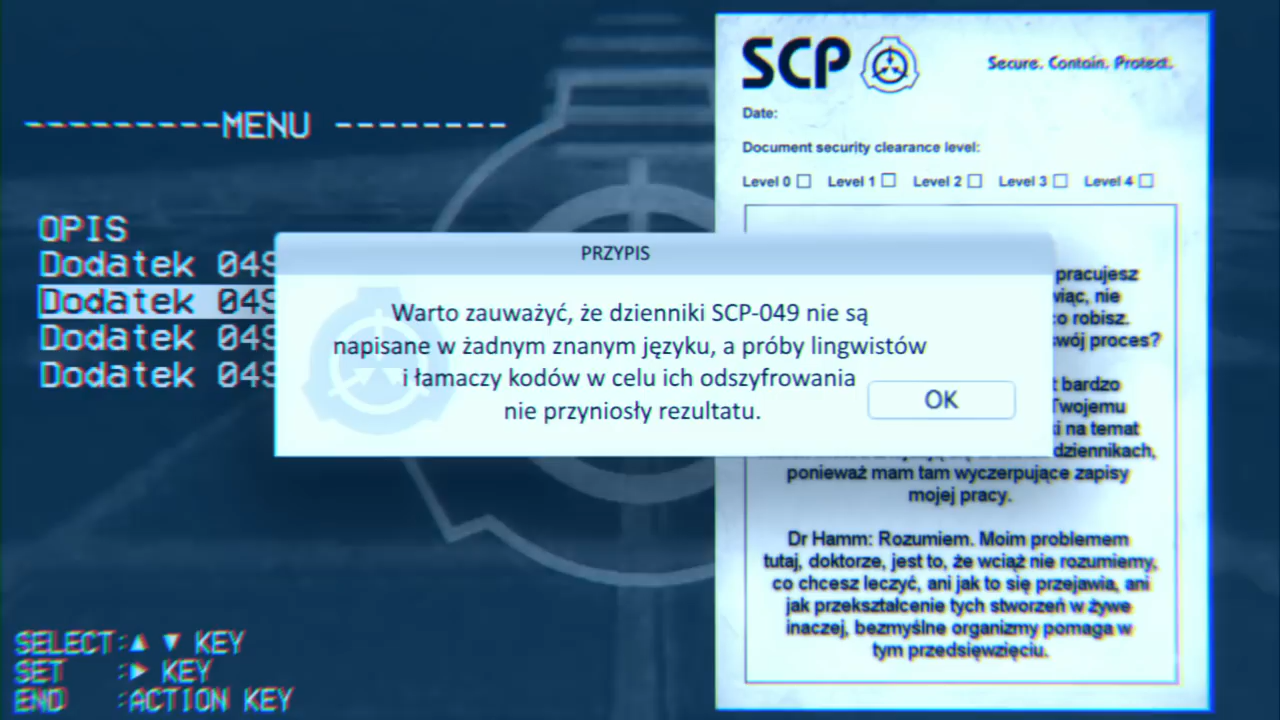 ---------MENU --------
OPIS
Dodatek 049
Dodatek 049
Dodatek 049
Dodatek 049
SELECT:▲ ▼ KEY
SET :► KEY
END :ACTION KEY
SCP
Secure. Contain. Protect.
Date:
Document security clearance level:
Level 0 □ Level 1 □ Level 2 □ Level 3 □ Level 4 □
pracujesz
nie
robisz.
swój proces?
PRZYPIS
Warto zauważyć, że dzienniki SCP-049 nie są
napisane w żadnym znanym języku, a próby lingwistów
i łamaczy kodów w celu ich odszyfrowania
nie przyniosły rezultatu.
OK
bardzo
Twojemu
na temat
dziennikach,
ponieważ mam tam wyczerpujące zapisy
mojej pracy.
Dr Hamm: Rozumiem. Moim problemem
tutaj, doktorze, jest to, że wciąż nie rozumiemy,
co chcesz leczyć, ani jak to się przejawia, ani
jak przekształcenie tych stworzeń w żywe
inaczej, bezmyślne organizmy pomaga w
tym przedsięwzięciu.